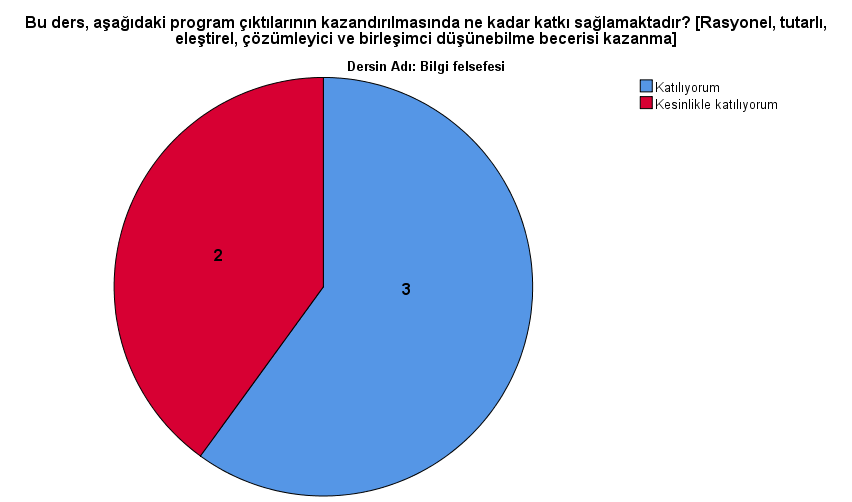 Bu ders, aşağıdaki program çıktılarının kazandırılmasında ne kadar katkı sağlamaktadır? [Rasyonel, tutarlı,
eleştirel, çözümleyici ve birleşimci düşünebilme becerisi kazanma]
Dersin Adı: Bilgi felsefesi
Katılıyorum
Kesinlikle katılıyorum
2
3